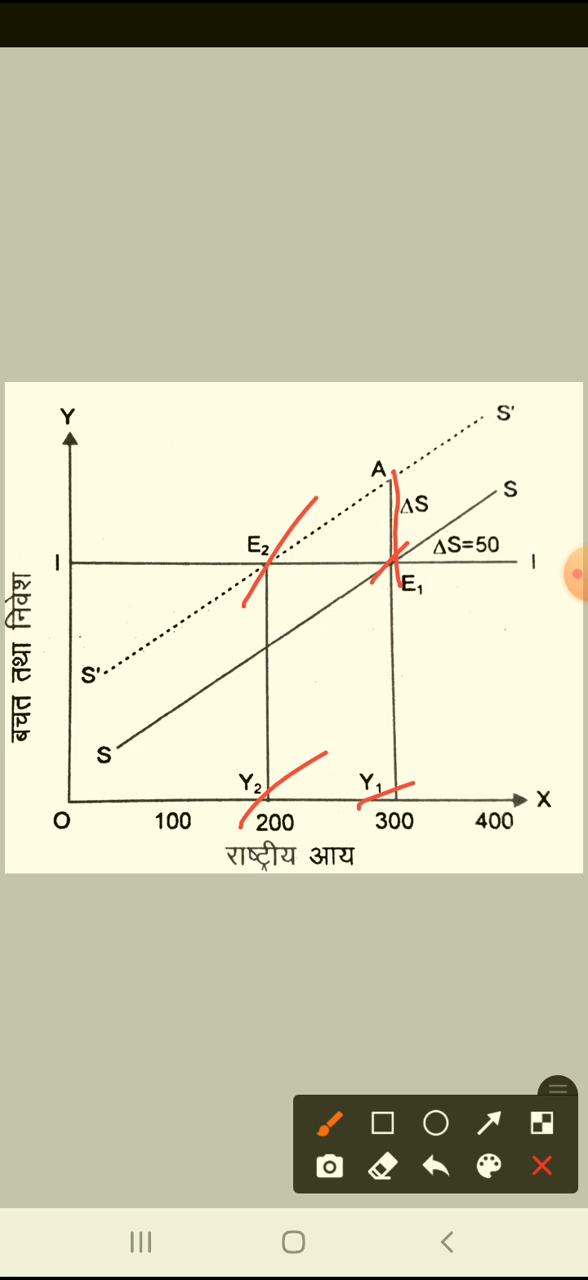 Y
S'
A
S
ΔS
E₂
ΔS=50
I
I
E₁
बचत तथा निवेश
S'
S
Y₂
Y₁
X
O
100
200
300
400
राष्ट्रीय आय